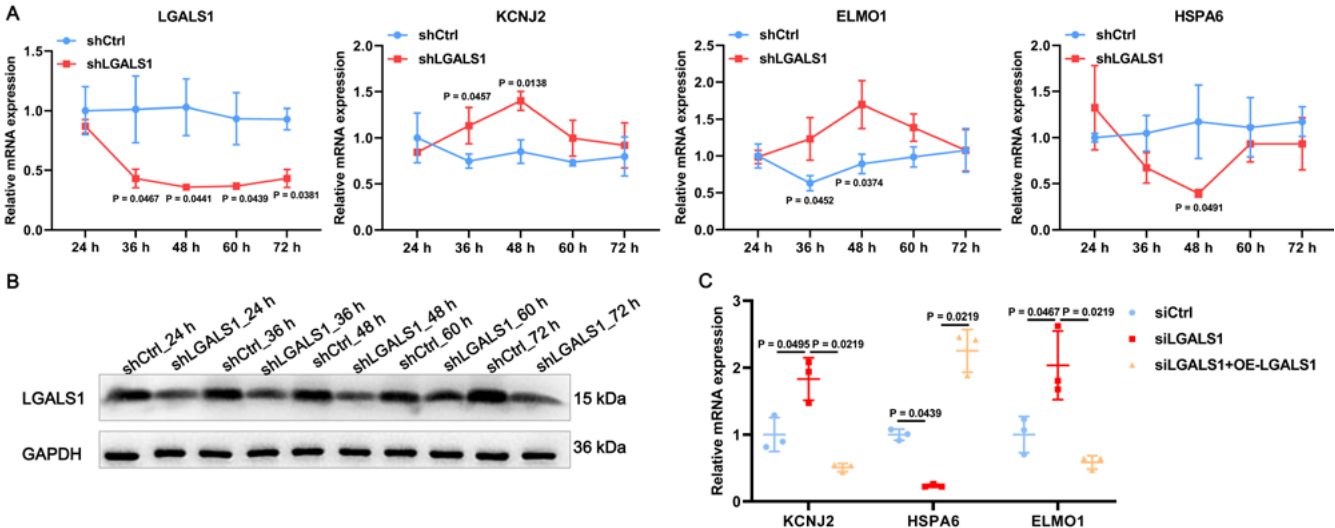 A
LGALS1
shCtrl
shLGALS1
Relative mRNA expression
1.5
1.0
0.5
0.0
P = 0.0467
P = 0.0441
P = 0.0439
P = 0.0381
24 h 36 h 48 h 60 h 72 h
KCNJ2
shCtrl
shLGALS1
Relative mRNA expression
2.0
1.5
1.0
0.5
0.0
P = 0.0457
P = 0.0138
24 h 36 h 48 h 60 h 72 h
ELMO1
shCtrl
shLGALS1
Relative mRNA expression
2.5
2.0
1.5
1.0
0.5
0.0
P = 0.0452
P = 0.0374
24 h 36 h 48 h 60 h 72 h
HSPA6
shCtrl
shLGALS1
Relative mRNA expression
2.0
1.5
1.0
0.5
0.0
P = 0.0491
24 h 36 h 48 h 60 h 72 h
B
shCtrl_24 h
shLGALS1_24 h
shCtrl_36 h
shLGALS1_36 h
shCtrl_48 h
shLGALS1_48 h
shCtrl_60 h
shLGALS1_60 h
shCtrl_72 h
shLGALS1_72 h
LGALS1
15 kDa
GAPDH
36 kDa
C
Relative mRNA expression
3
2
1
0
P = 0.0495 P = 0.0219
P = 0.0439
P = 0.0219
P = 0.0467 P = 0.0219
KCNJ2 HSPA6 ELMO1
siCtrl
siLGALS1
siLGALS1+OE-LGALS1